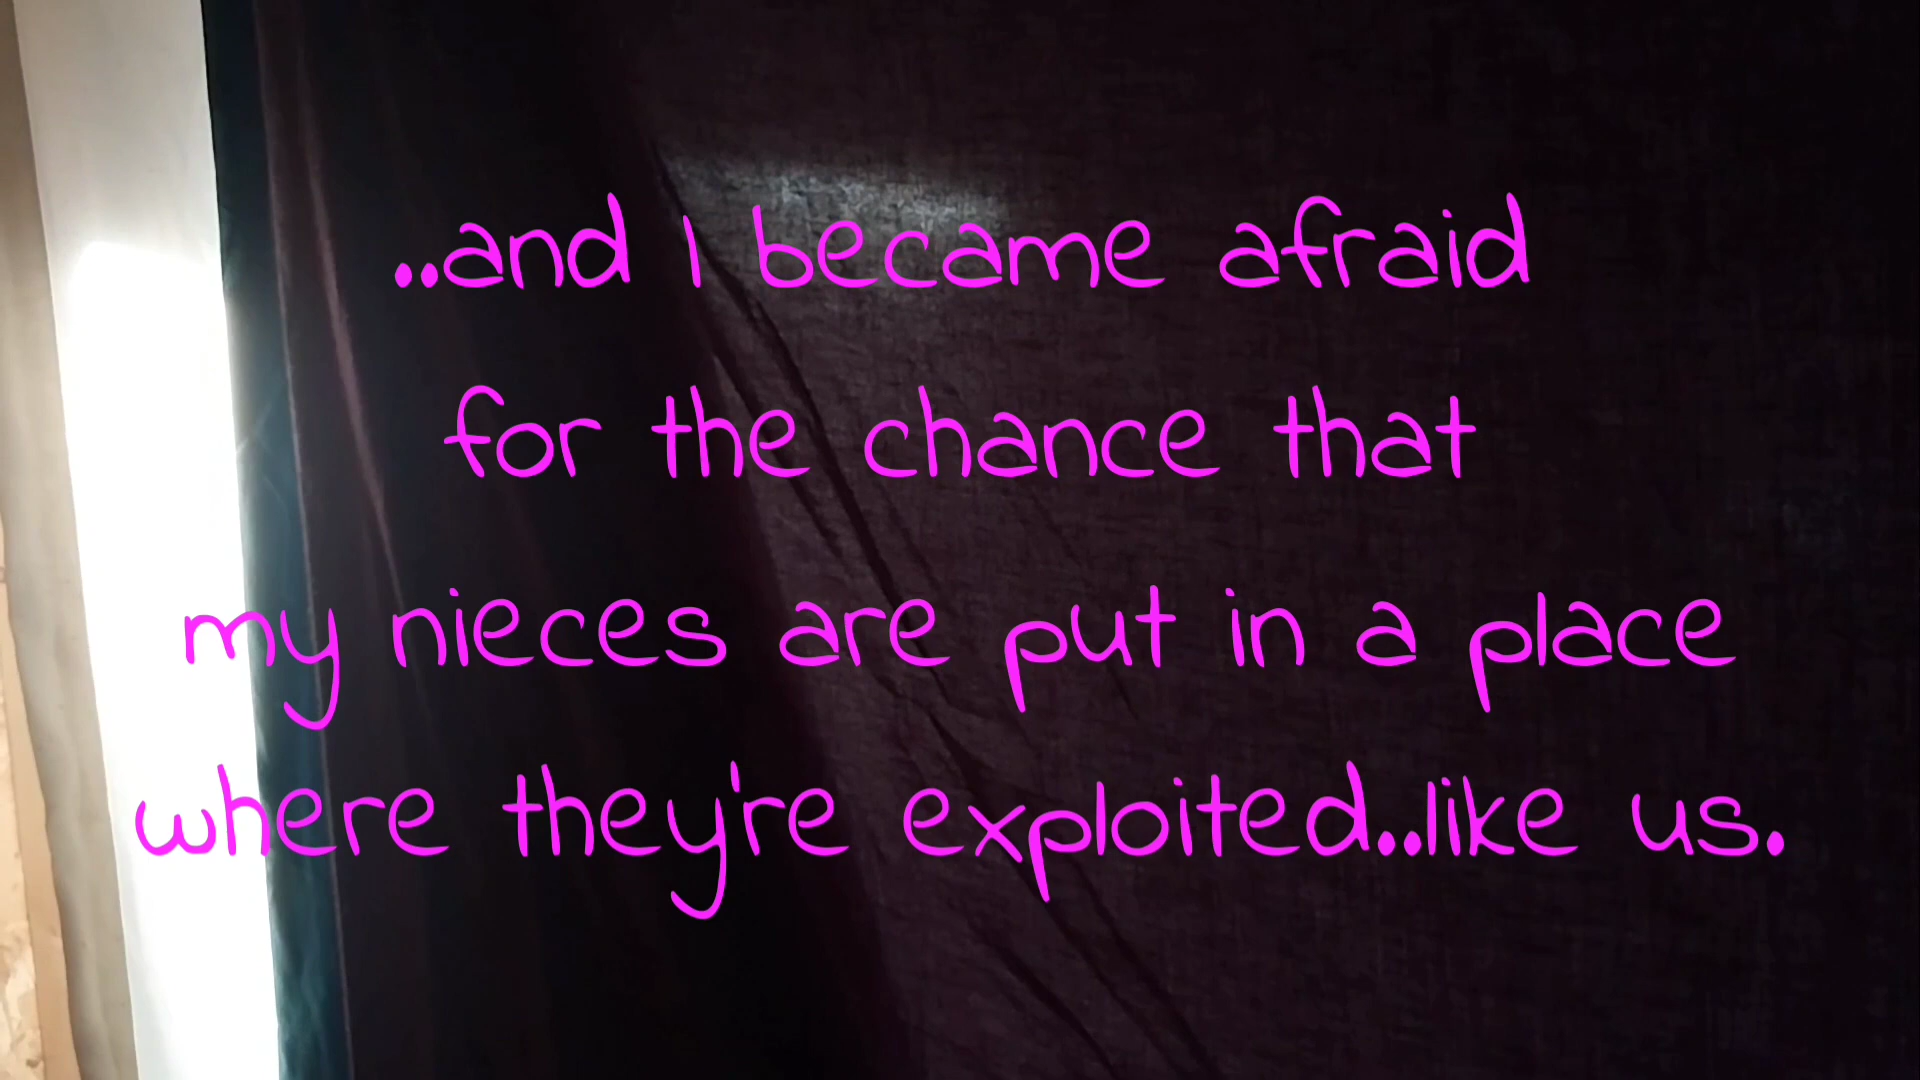 ..and I became afraid
for the chance that
my nieces are put in a place
where they're exploited..like us.